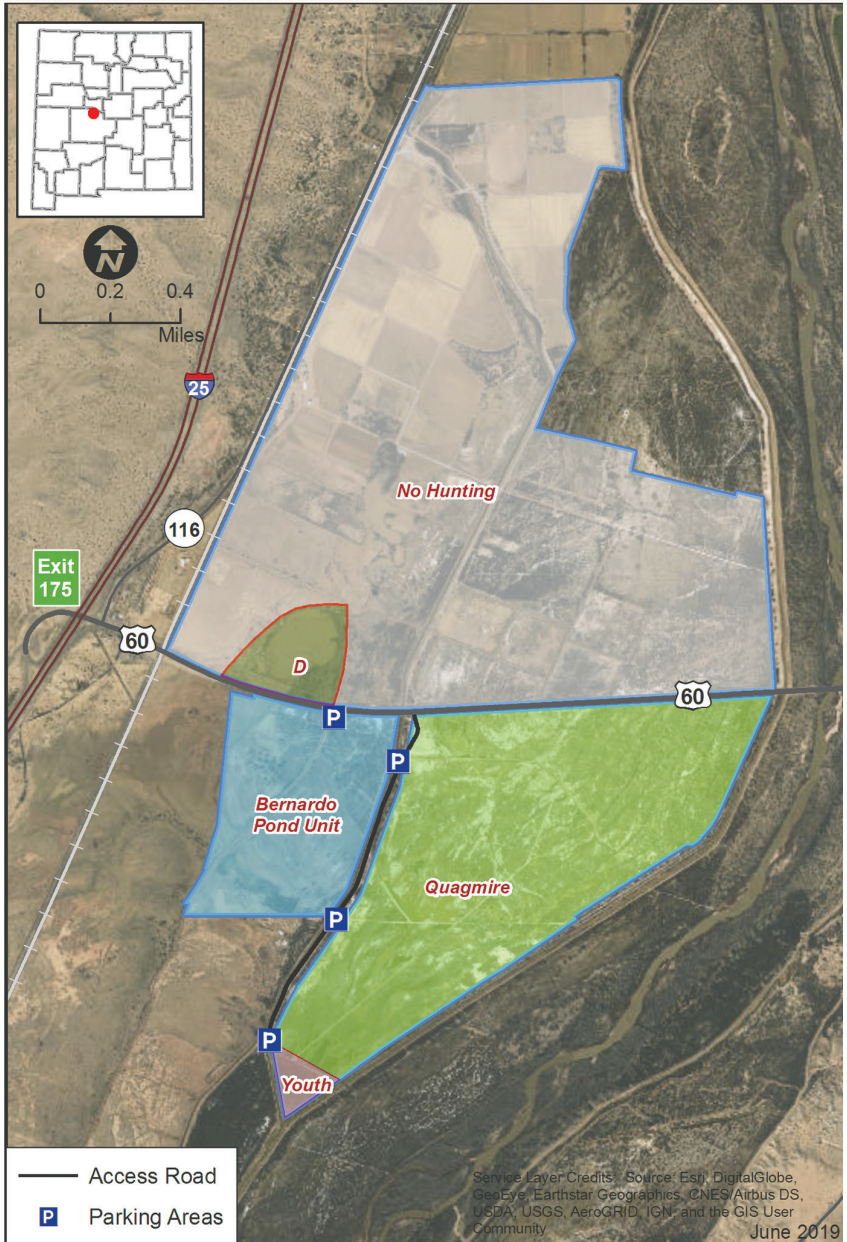 N
0 0.2 0.4
Miles
25
116
Exit
175
60
No Hunting
D
60
P
P
Bernardo
Pond Unit
Quagmire
P
P
Youth
Access Road
P Parking Areas
Service Layer Credits: Source: Esri, DigitalGlobe,
GeoEye, Earthstar Geographics, CNES/Airbus DS,
USDA, USGS, AeroGRID, IGN, and the GIS User
Community
June 2019